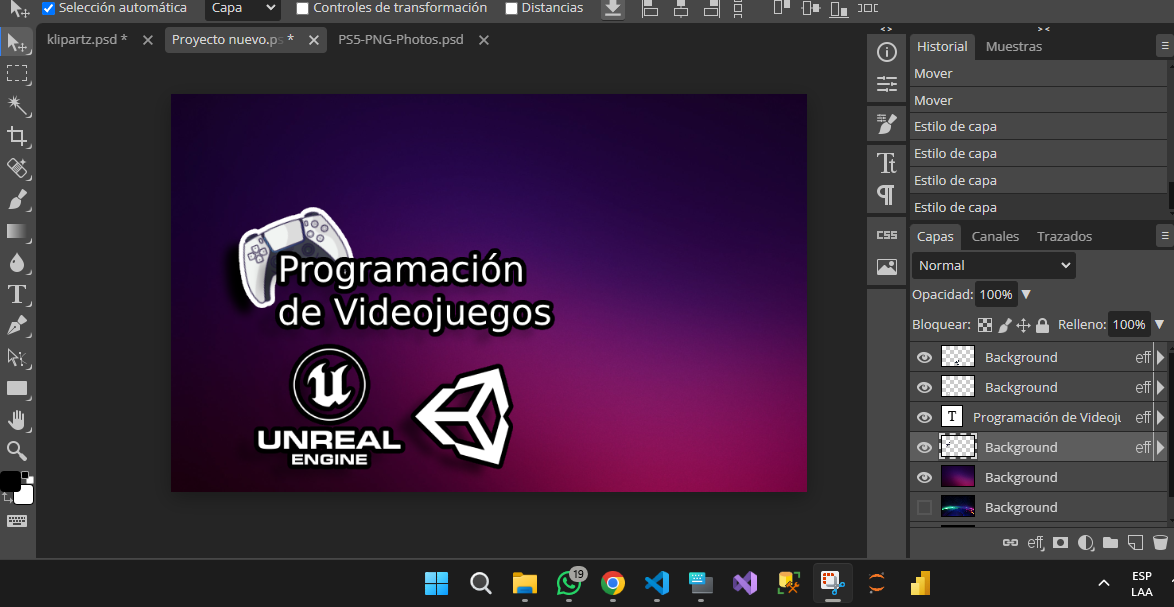 Selección automática
Capa
Controles de transformación
Distancias
klipartz.psd *
Proyecto nuevo.ps *
PS5-PNG-Photos.psd
Historial
Muestras
Mover
Mover
Estilo de capa
Estilo de capa
Estilo de capa
Estilo de capa
CSS
Capas
Canales
Trazados
Normal
Opacidad: 100%
Bloquear:
Relleno: 100%
Background eff
Background eff
T Programación de Videoju eff
Background eff
Background
Background
eff
Programación
de Videojuegos
UNREAL
ENGINE
19
ESP
LAA